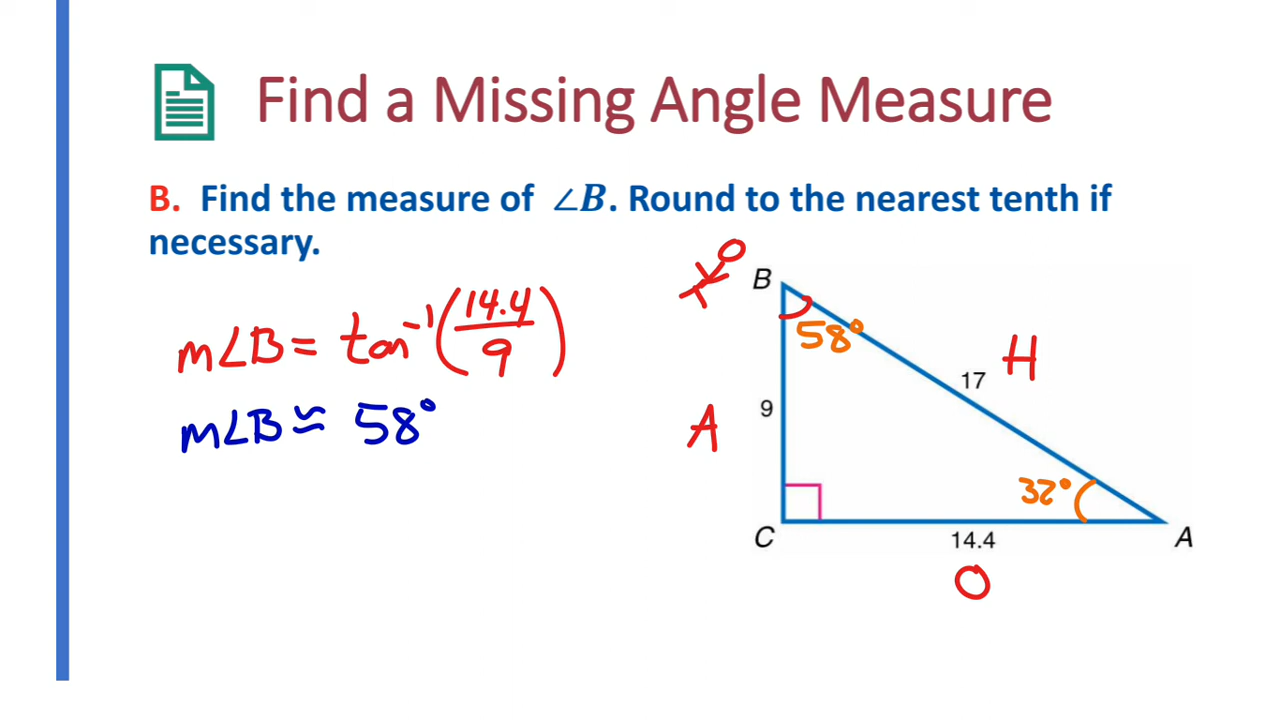 Find a Missing Angle Measure
B. Find the measure of ∠B. Round to the nearest tenth if
necessary.
m∠B = tan⁻¹(14.4/9)
m∠B ≅ 58°
B
58°
17
H
9
A
32°
C
14.4
A
O